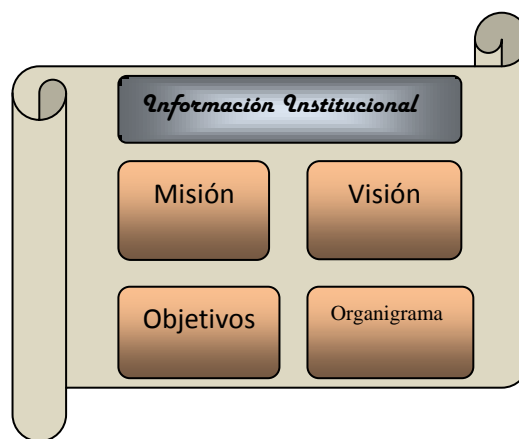 Información Institucional
Misión
Visión
Objetivos
Organigrama